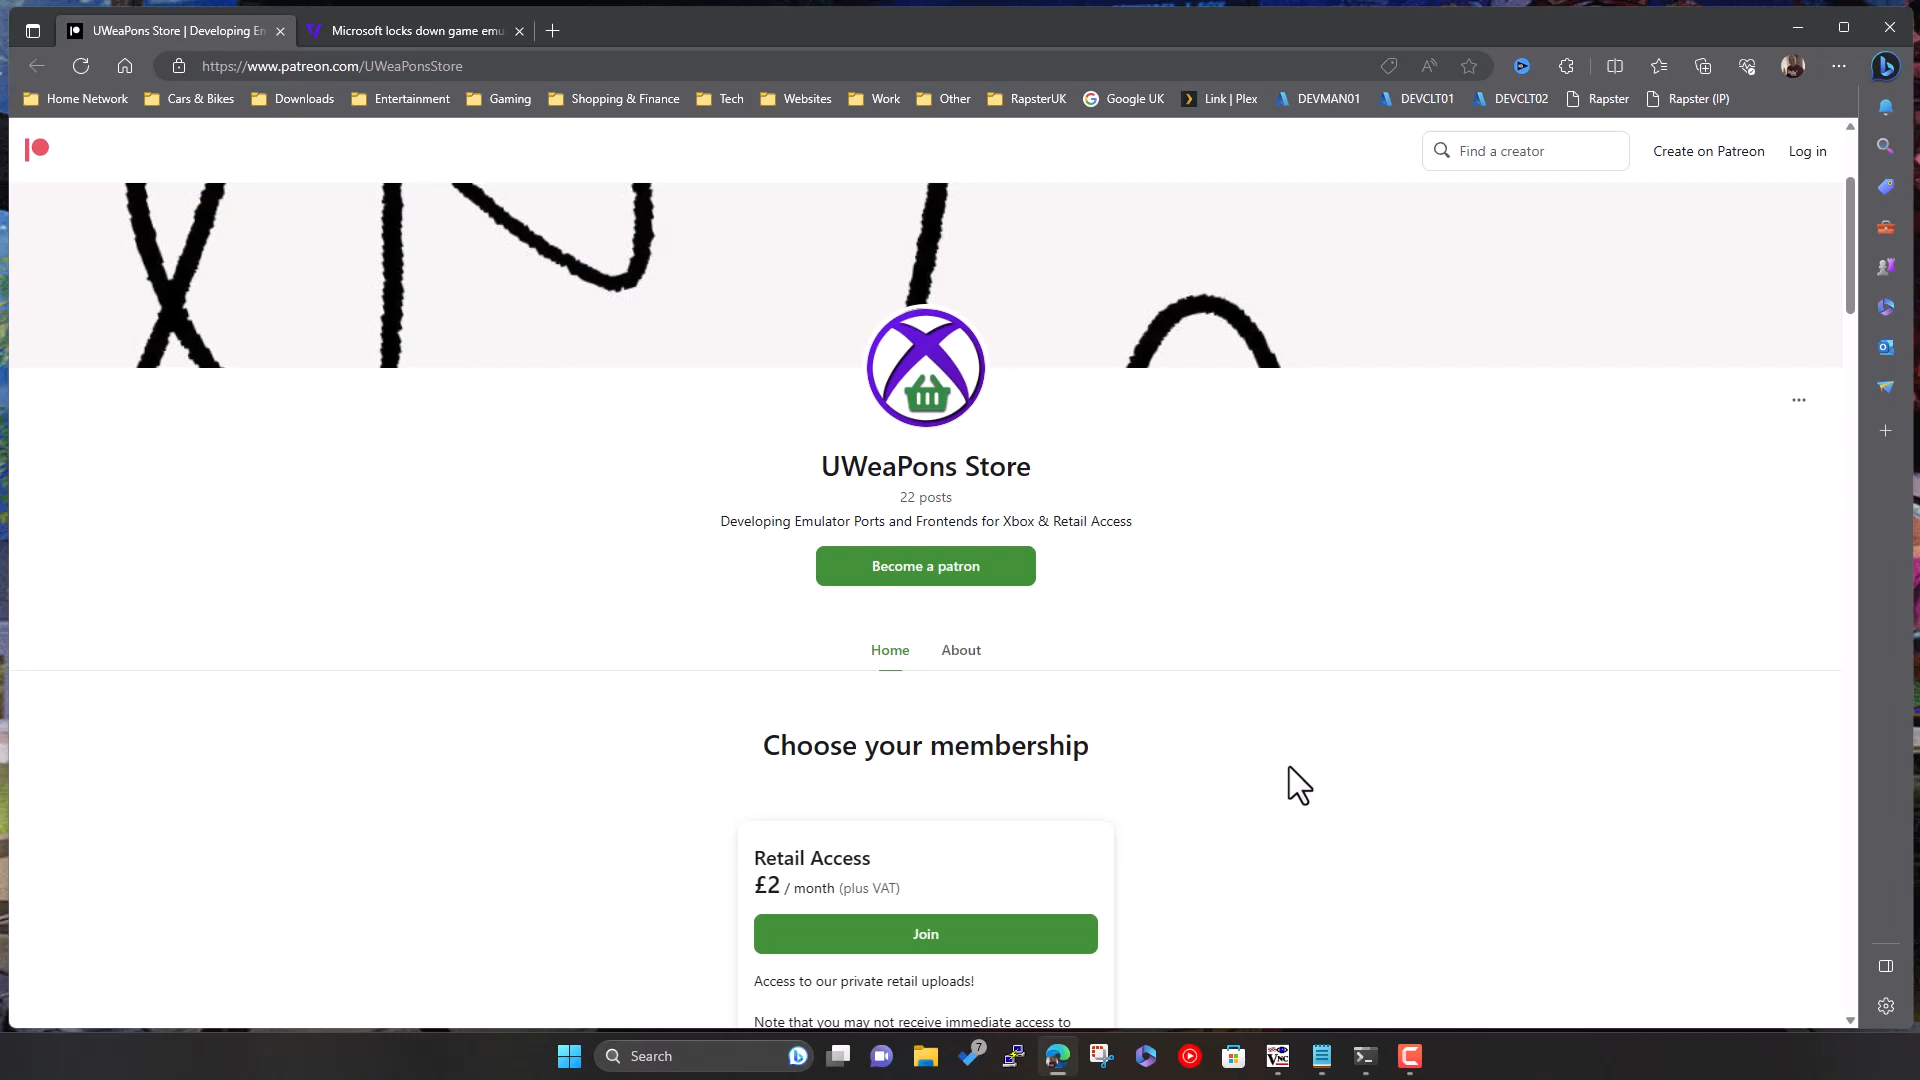 UWeaPons Store | Developing En
Microsoft locks down game emu
https://www.patreon.com/UWeaPonsStore
Home Network
Cars & Bikes
Downloads
Entertainment
Gaming
Shopping & Finance
Tech
Websites
Work
Other
RapsterUK
Google UK
Link | Plex
DEVMAN01
DEVCLT01
DEVCLT02
Rapster
Rapster (IP)
Find a creator
Create on Patreon
Log in
UWeaPons Store
22 posts
Developing Emulator Ports and Frontends for Xbox & Retail Access
Become a patron
Home
About
Choose your membership
Retail Access
£2 / month (plus VAT)
Join
Access to our private retail uploads!
Note that you may not receive immediate access to
Search
7
VNC